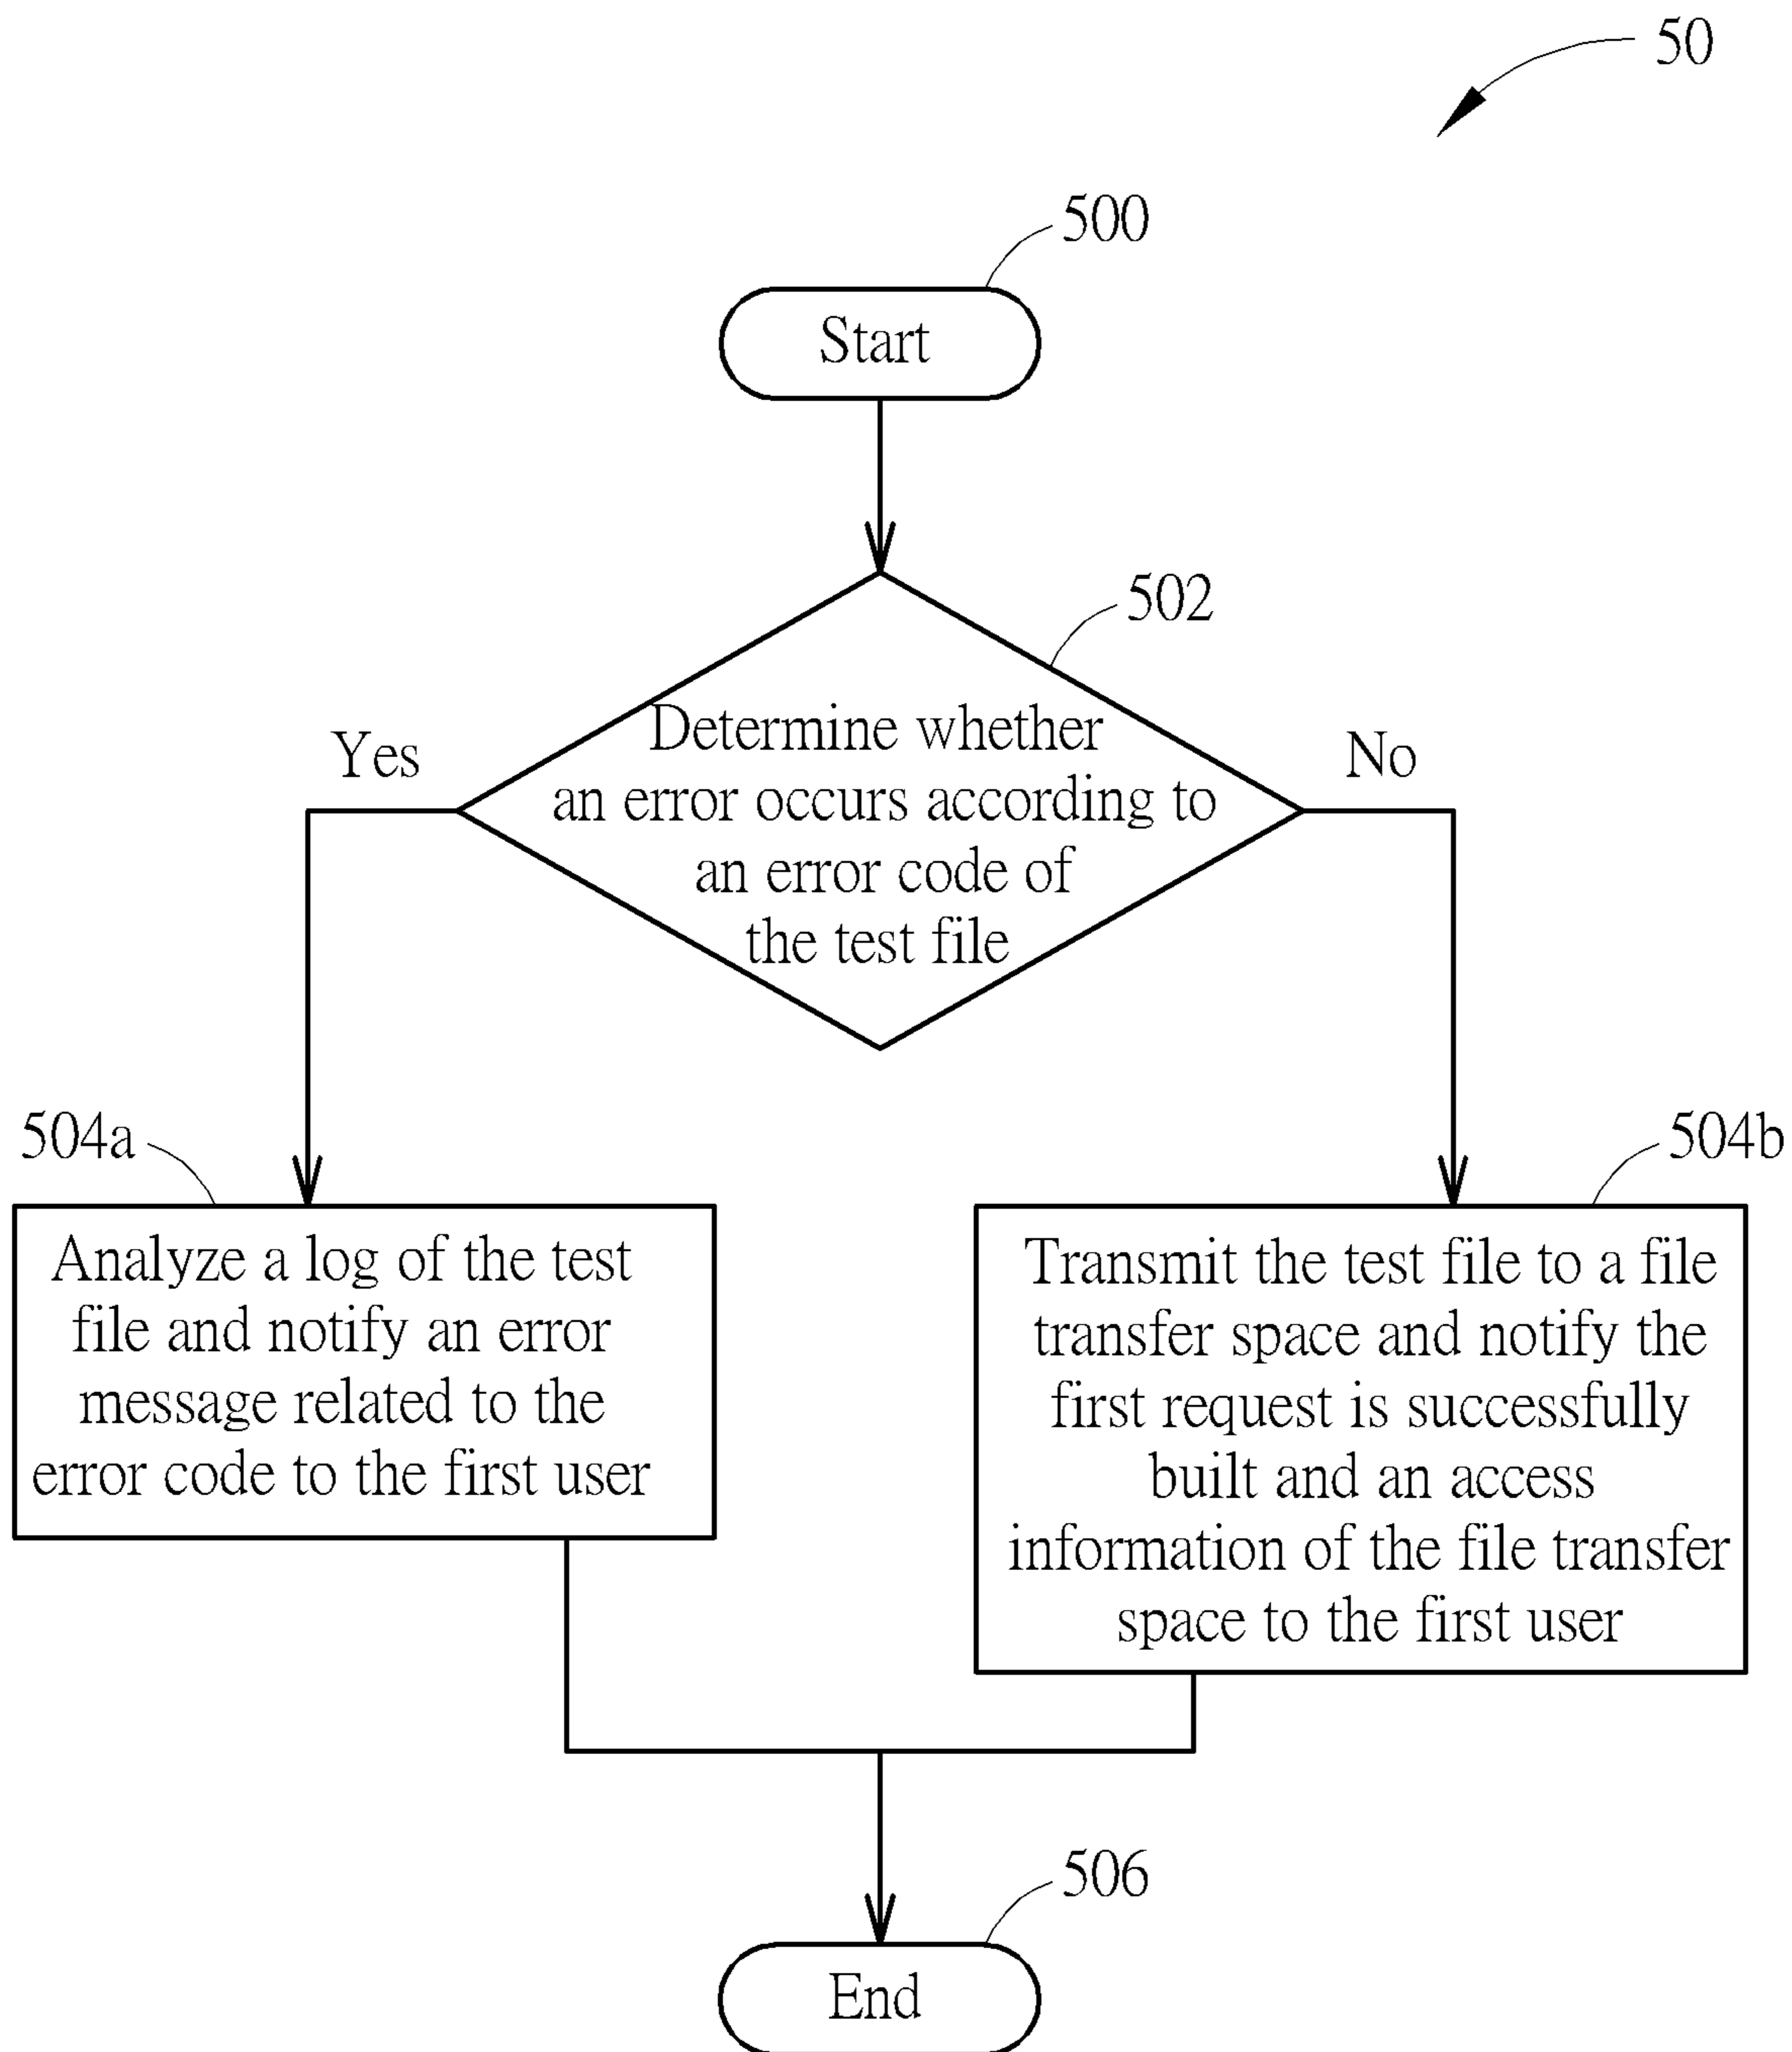 50
500
Start
502
Yes
No
Determine whether
an error occurs according to
an error code of
the test file
504a
504b
Analyze a log of the test
file and notify an error
message related to the
error code to the first user
Transmit the test file to a file
transfer space and notify the
first request is successfully
built and an access
information of the file transfer
space to the first user
506
End